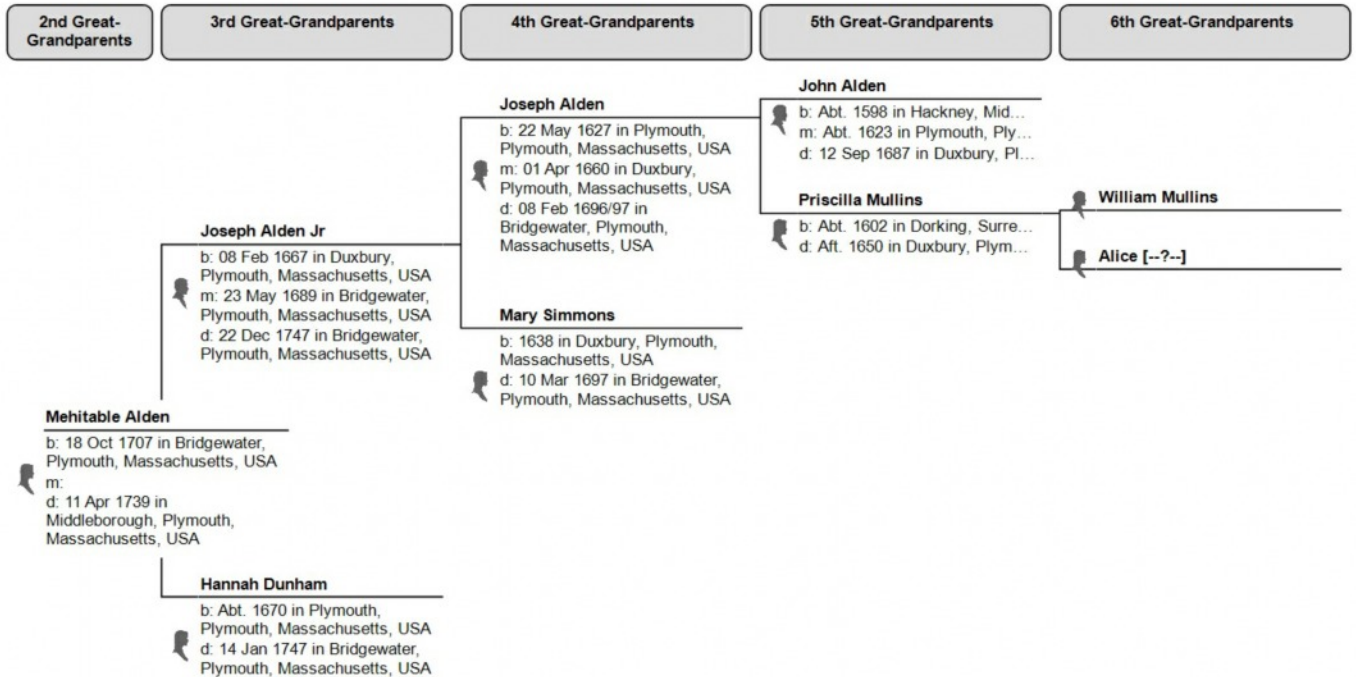 2nd Great-
Grandparents
3rd Great-Grandparents
4th Great-Grandparents
5th Great-Grandparents
6th Great-Grandparents
John Alden
b: Abt. 1598 in Hackney, Mid...
m: Abt. 1623 in Plymouth, Ply...
d: 12 Sep 1687 in Duxbury, Pl...
Joseph Alden
b: 22 May 1627 in Plymouth,
Plymouth, Massachusetts, USA
m: 01 Apr 1660 in Duxbury,
Plymouth, Massachusetts, USA
d: 08 Feb 1696/97 in
Bridgewater, Plymouth,
Massachusetts, USA
Priscilla Mullins
b: Abt. 1602 in Dorking, Surre...
d: Aft. 1650 in Duxbury, Plym...
William Mullins
Alice [--?--]
Joseph Alden Jr
b: 08 Feb 1667 in Duxbury,
Plymouth, Massachusetts, USA
m: 23 May 1689 in Bridgewater,
Plymouth, Massachusetts, USA
d: 22 Dec 1747 in Bridgewater,
Plymouth, Massachusetts, USA
Mary Simmons
b: 1638 in Duxbury, Plymouth,
Massachusetts, USA
d: 10 Mar 1697 in Bridgewater,
Plymouth, Massachusetts, USA
Mehitable Alden
b: 18 Oct 1707 in Bridgewater,
Plymouth, Massachusetts, USA
m:
d: 11 Apr 1739 in
Middleborough, Plymouth,
Massachusetts, USA
Hannah Dunham
b: Abt. 1670 in Plymouth,
Plymouth, Massachusetts, USA
d: 14 Jan 1747 in Bridgewater,
Plymouth, Massachusetts, USA